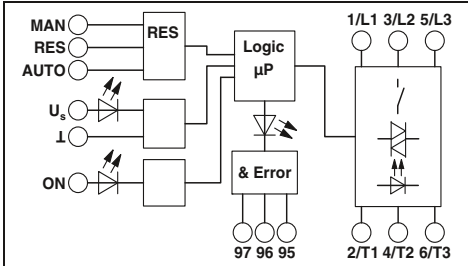 MAN
RES
AUTO
RES
Us
⊥
ON
Logic
µP
& Error
97 96 95
1/L1 3/L2 5/L3
2/T1 4/T2 6/T3